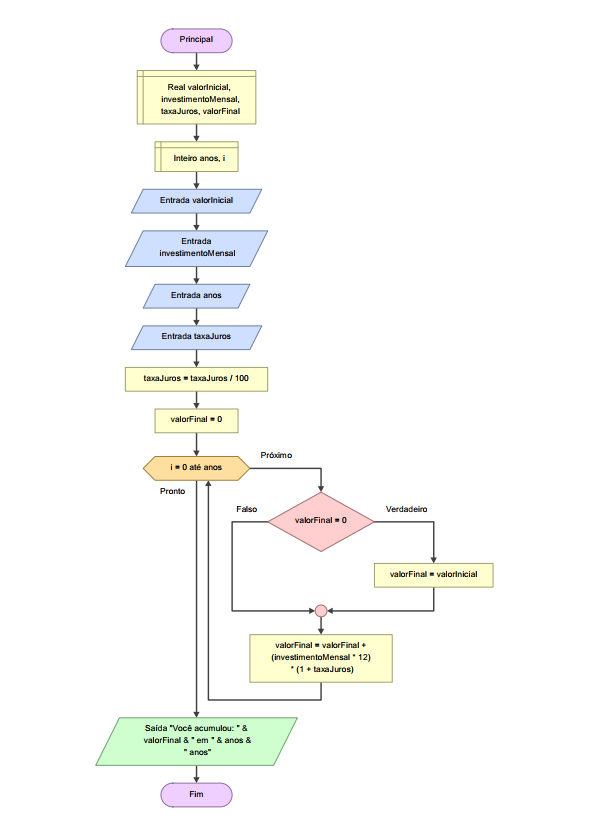 Principal
Real valorInicial,
investimentoMensal,
taxaJuros, valorFinal
Inteiro anos, i
Entrada valorInicial
Entrada
investimentoMensal
Entrada anos
Entrada taxaJuros
taxaJuros = taxaJuros / 100
valorFinal = 0
i = 0 até anos
Próximo
Pronto
valorFinal = 0
Falso
Verdadeiro
valorFinal = valorInicial
valorFinal = valorFinal +
(investimentoMensal * 12)
* (1 + taxaJuros)
Saída "Você acumulou: " &
valorFinal & " em " & anos &
" anos"
Fim